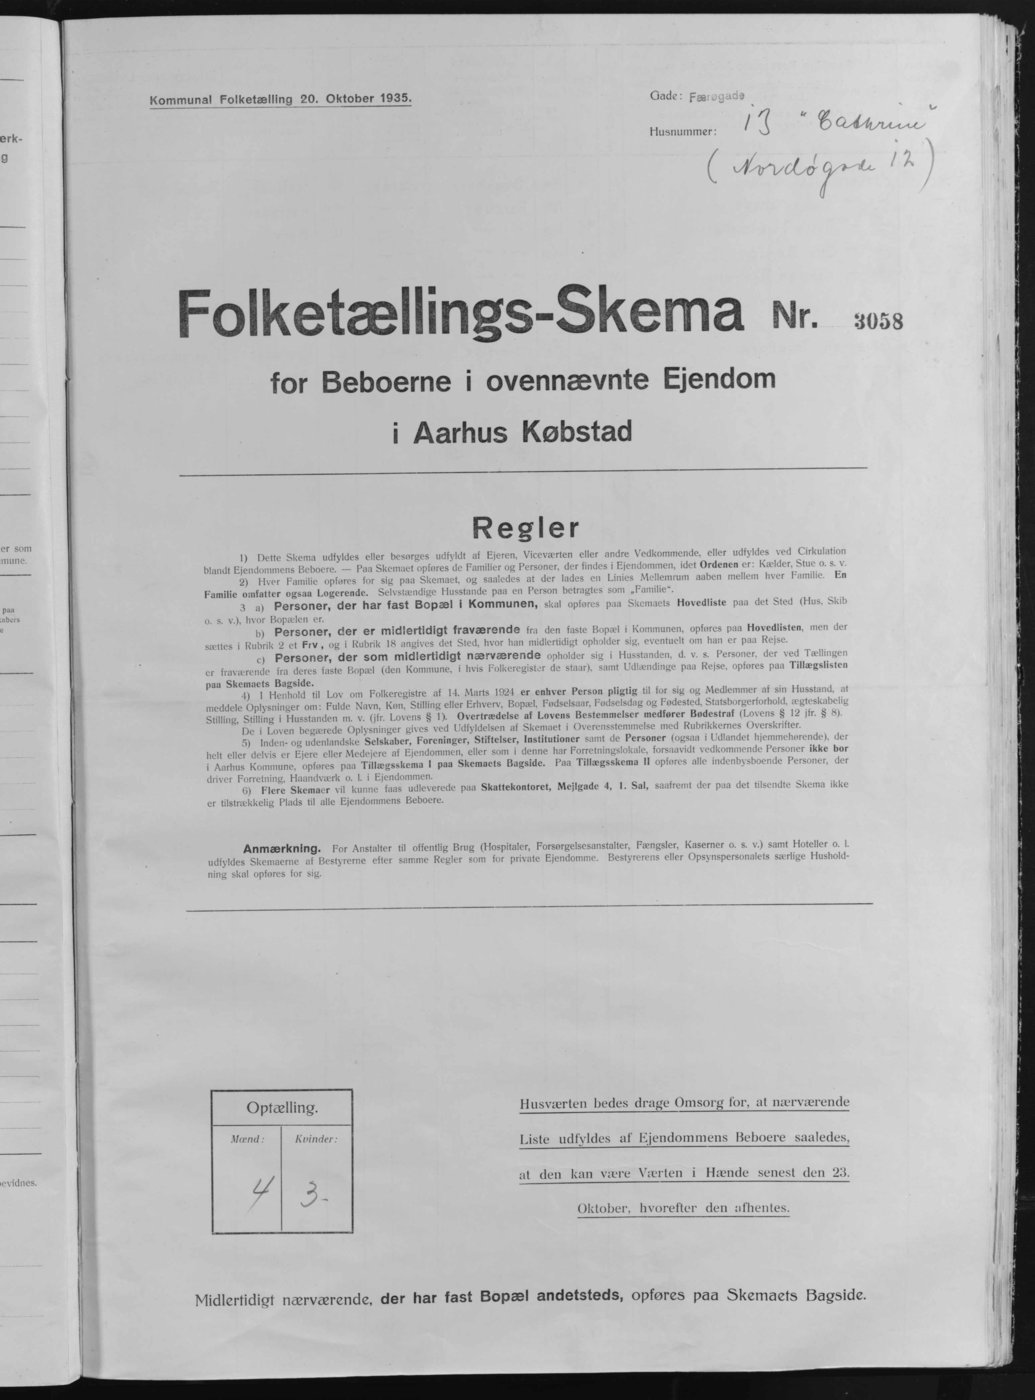 Kommunal Folketælling 20. Oktober 1935.
Gade: Færøgade
Husnummer: 13 "Cathrine"
(Nordøgade 12)
Folketællings-Skema Nr. 3058
for Beboerne i ovennævnte Ejendom
i Aarhus Købstad
Regler
1) Dette Skema udfyldes eller besørges udfyldt af Ejeren, Viceværten eller andre Vedkommende, eller udfyldes ved Cirkulation
blandt Ejendommens Beboere. — Paa Skemaet opføres de Familier og Personer, der findes i Ejendommen, idet Ordenen er: Kælder, Stue o. s. v.
2) Hver Familie opføres for sig paa Skemaet, og saaledes at der lades en Linies Mellemrum aaben mellem hver Familie. En
Familie omfatter ogsaa Logerende. Selvstændige Husstande paa en Person betragtes som „Familie“.
3 a) Personer, der har fast Bopæl i Kommunen, skal opføres paa Skemaets Hovedliste paa det Sted (Hus, Skib
o. s. v.), hvor Bopælen er.
b) Personer, der er midlertidigt fraværende fra den faste Bopæl i Kommunen, opføres paa Hovedlisten, men der
sættes i Rubrik 2 et Frv, og i Rubrik 18 angives det Sted, hvor han midlertidigt opholder sig, eventuelt om han er paa Rejse.
c) Personer, der som midlertidigt nærværende opholder sig i Husstanden, d. v. s. Personer, der ved Tællingen
er fraværende fra deres faste Bopæl (den Kommune, i hvis Folkeregister de staar), samt Udlændinge paa Rejse, opføres paa Tillægslisten
paa Skemaets Bagside.
4) I Henhold til Lov om Folkeregistre af 14. Marts 1924 er enhver Person pligtig til for sig og Medlemmer af sin Husstand, at
meddele Oplysninger om: Fulde Navn, Køn, Stilling eller Erhverv, Bopæl, Fødselsaar, Fødselsdag og Fødested, Statsborgerforhold, ægteskabelig
Stilling, Stilling i Husstanden m. v. (jfr. Lovens § 1). Overtrædelse af Lovens Bestemmelser medfører Bødestraf (Lovens § 12 jfr. § 8).
De i Loven begærede Oplysninger gives ved Udfyldelsen af Skemaet i Overensstemmelse med Rubrikkernes Overskrifter.
5) Inden- og udenlandske Selskaber, Foreninger, Stiftelser, Institutioner samt de Personer (ogsaa i Udlandet hjemmehørende), der
helt eller delvis er Ejere eller Medejere af Ejendommen, eller som i denne har Forretningslokale, forsaavidt vedkommende Personer ikke bor
i Aarhus Kommune, opføres paa Tillægsskema I paa Skemaets Bagside. Paa Tillægsskema II opføres alle indenbysboende Personer, der
driver Forretning, Haandværk o. l. i Ejendommen.
6) Flere Skemaer vil kunne faas udleverede paa Skattekontoret, Mejlgade 4, 1. Sal, saafremt der paa det tilsendte Skema ikke
er tilstrækkelig Plads til alle Ejendommens Beboere.
Anmærkning. For Anstalter til offentlig Brug (Hospitaler, Forsørgelsesanstalter, Fængsler, Kaserner o. s. v.) samt Hoteller o. l.
udfyldes Skemaerne af Bestyrerne efter samme Regler som for private Ejendomme. Bestyrerens eller Opsynspersonalets særlige Hushold-
ning skal opføres for sig.
Optælling.
Mænd: Kvinder:
4 3-
Husværten bedes drage Omsorg for, at nærværende
Liste udfyldes af Ejendommens Beboere saaledes,
at den kan være Værten i Hænde senest den 23.
Oktober, hvorefter den afhentes.
Midlertidigt nærværende, der har fast Bopæl andetsteds, opføres paa Skemaets Bagside.